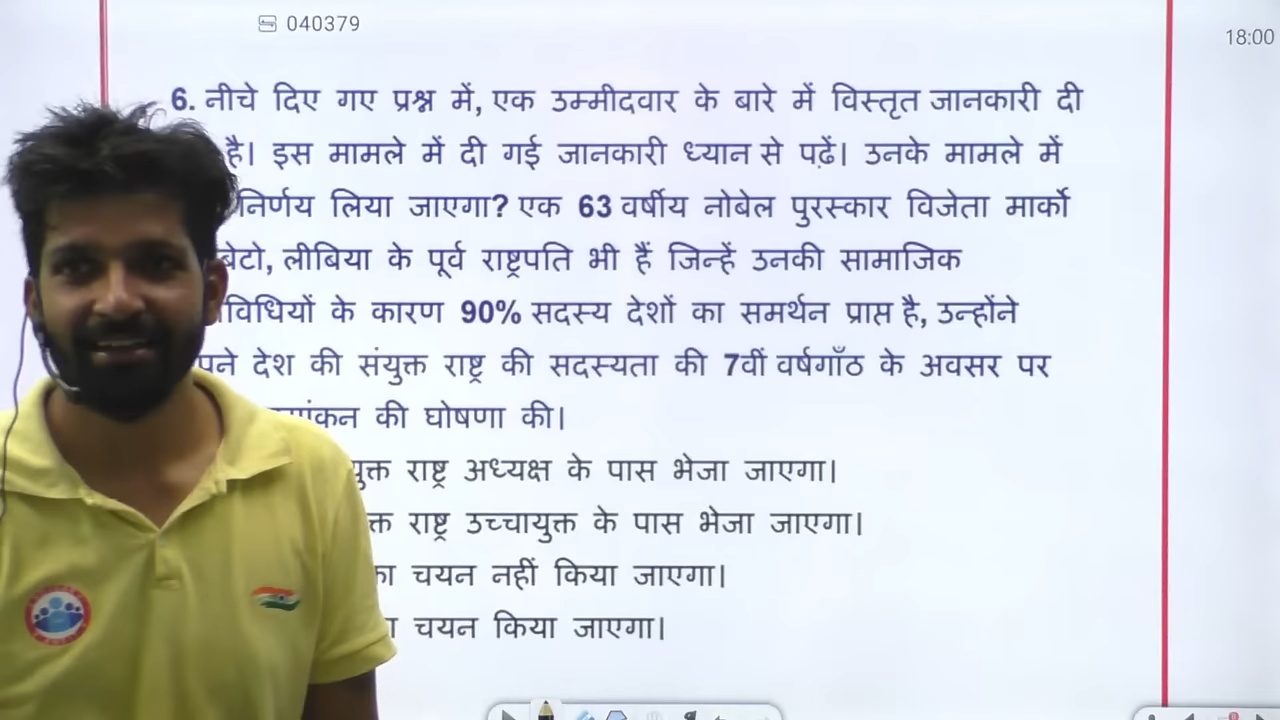 040379
18:00
6. नीचे दिए गए प्रश्न में, एक उम्मीदवार के बारे में विस्तृत जानकारी दी
है। इस मामले में दी गई जानकारी ध्यान से पढ़ें। उनके मामले में
निर्णय लिया जाएगा? एक 63 वर्षीय नोबेल पुरस्कार विजेता मार्को
लीबिया के पूर्व राष्ट्रपति भी हैं जिन्हें उनकी सामाजिक
के कारण 90% सदस्य देशों का समर्थन प्राप्त है, उन्होंने
देश की संयुक्त राष्ट्र की सदस्यता की 7वीं वर्षगाँठ के अवसर पर
की घोषणा की।
राष्ट्र अध्यक्ष के पास भेजा जाएगा।
राष्ट्र उच्चायुक्त के पास भेजा जाएगा।
चयन नहीं किया जाएगा।
चयन किया जाएगा।